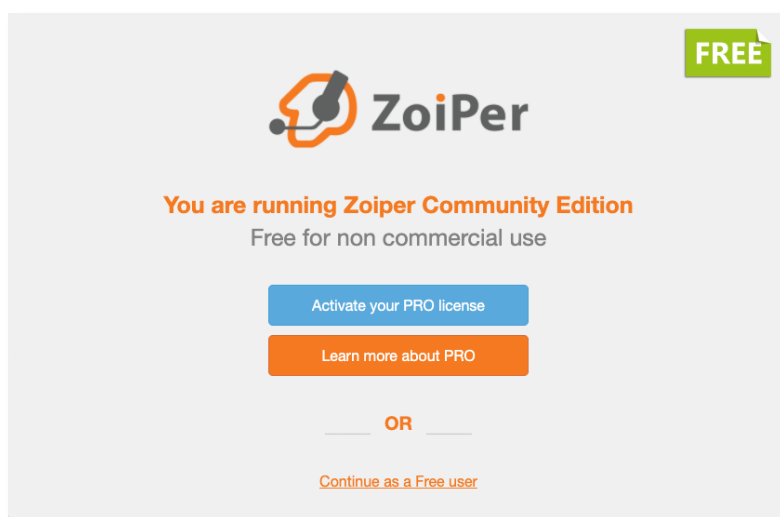 FREE
ZoiPer
You are running Zoiper Community Edition
Free for non commercial use
Activate your PRO license
Learn more about PRO
OR
Continue as a Free user